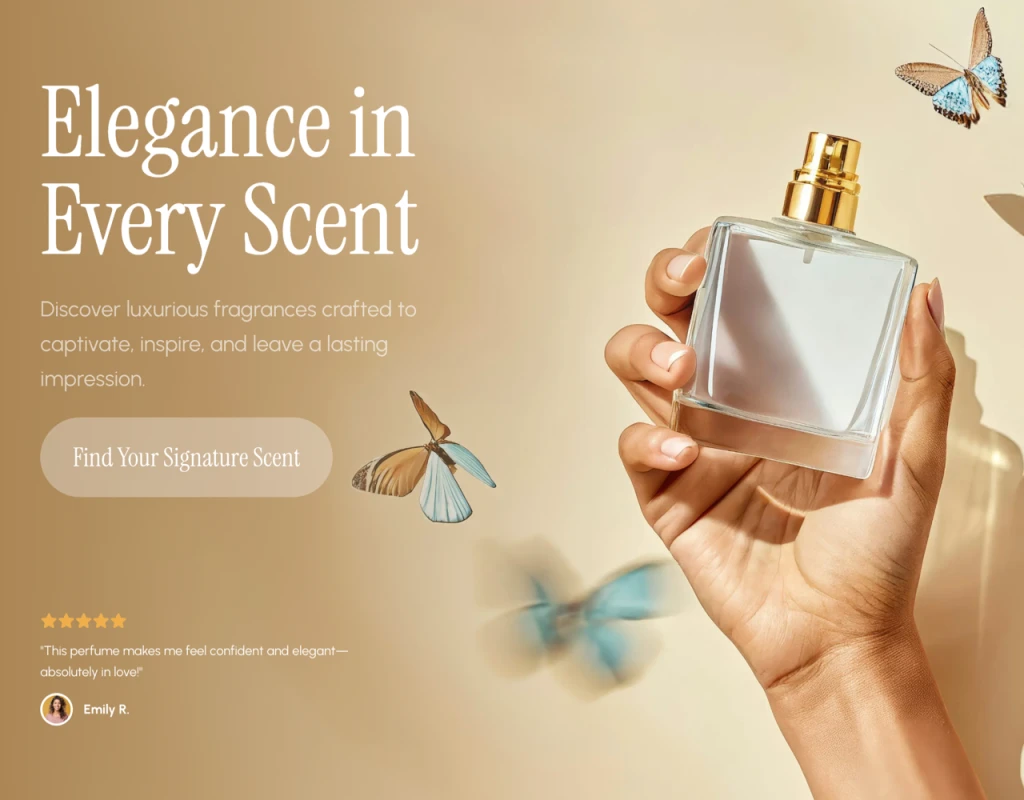 Elegance in
Every Scent
Discover luxurious fragrances crafted to
captivate, inspire, and leave a lasting
impression.
Find Your Signature Scent
"This perfume makes me feel confident and elegant—
absolutely in love!"
Emily R.